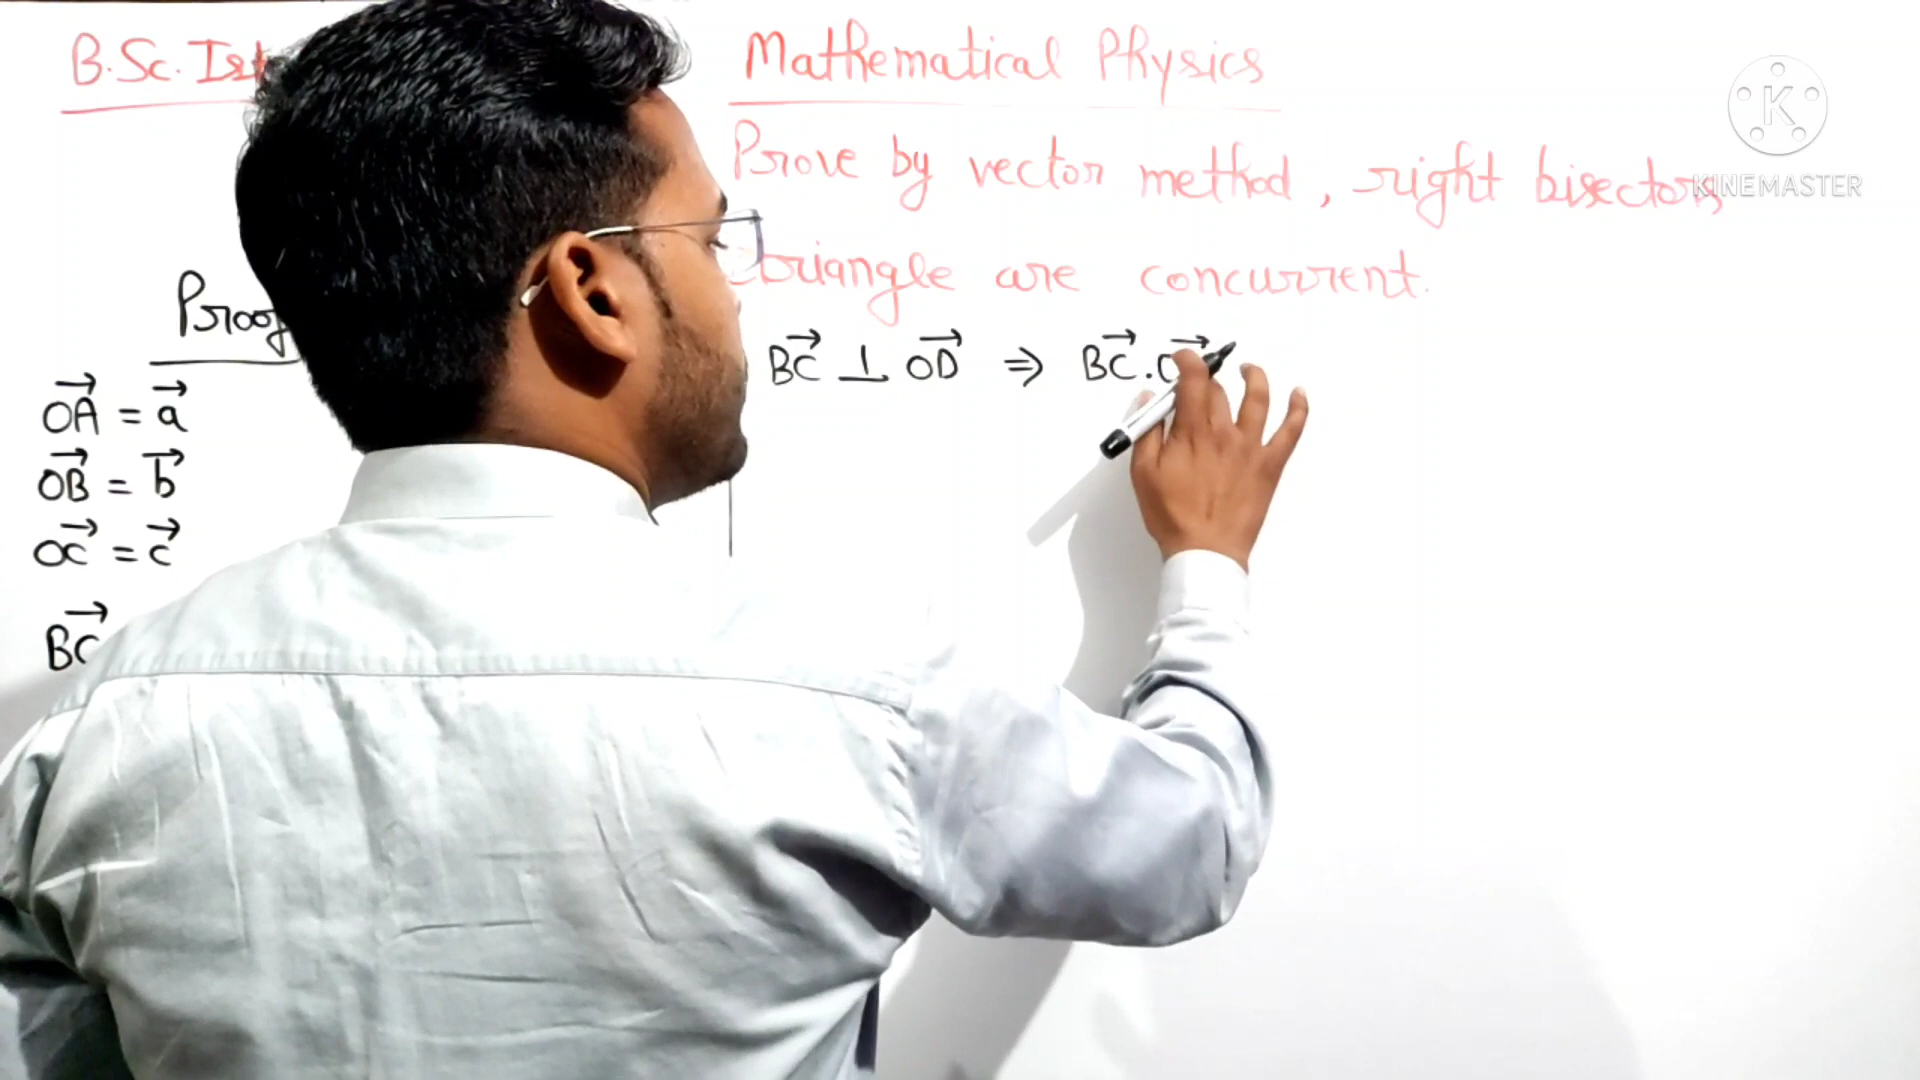 B.Sc. Ist
Mathematical Physics
Prove by vector method, right bisectors
triangle are concurrent.
Proof
OA→ = a→
OB→ = b→
OC→ = c→
BC→
BC→ ⊥ OD→ ⇒ BC→.
K
KINEMASTER